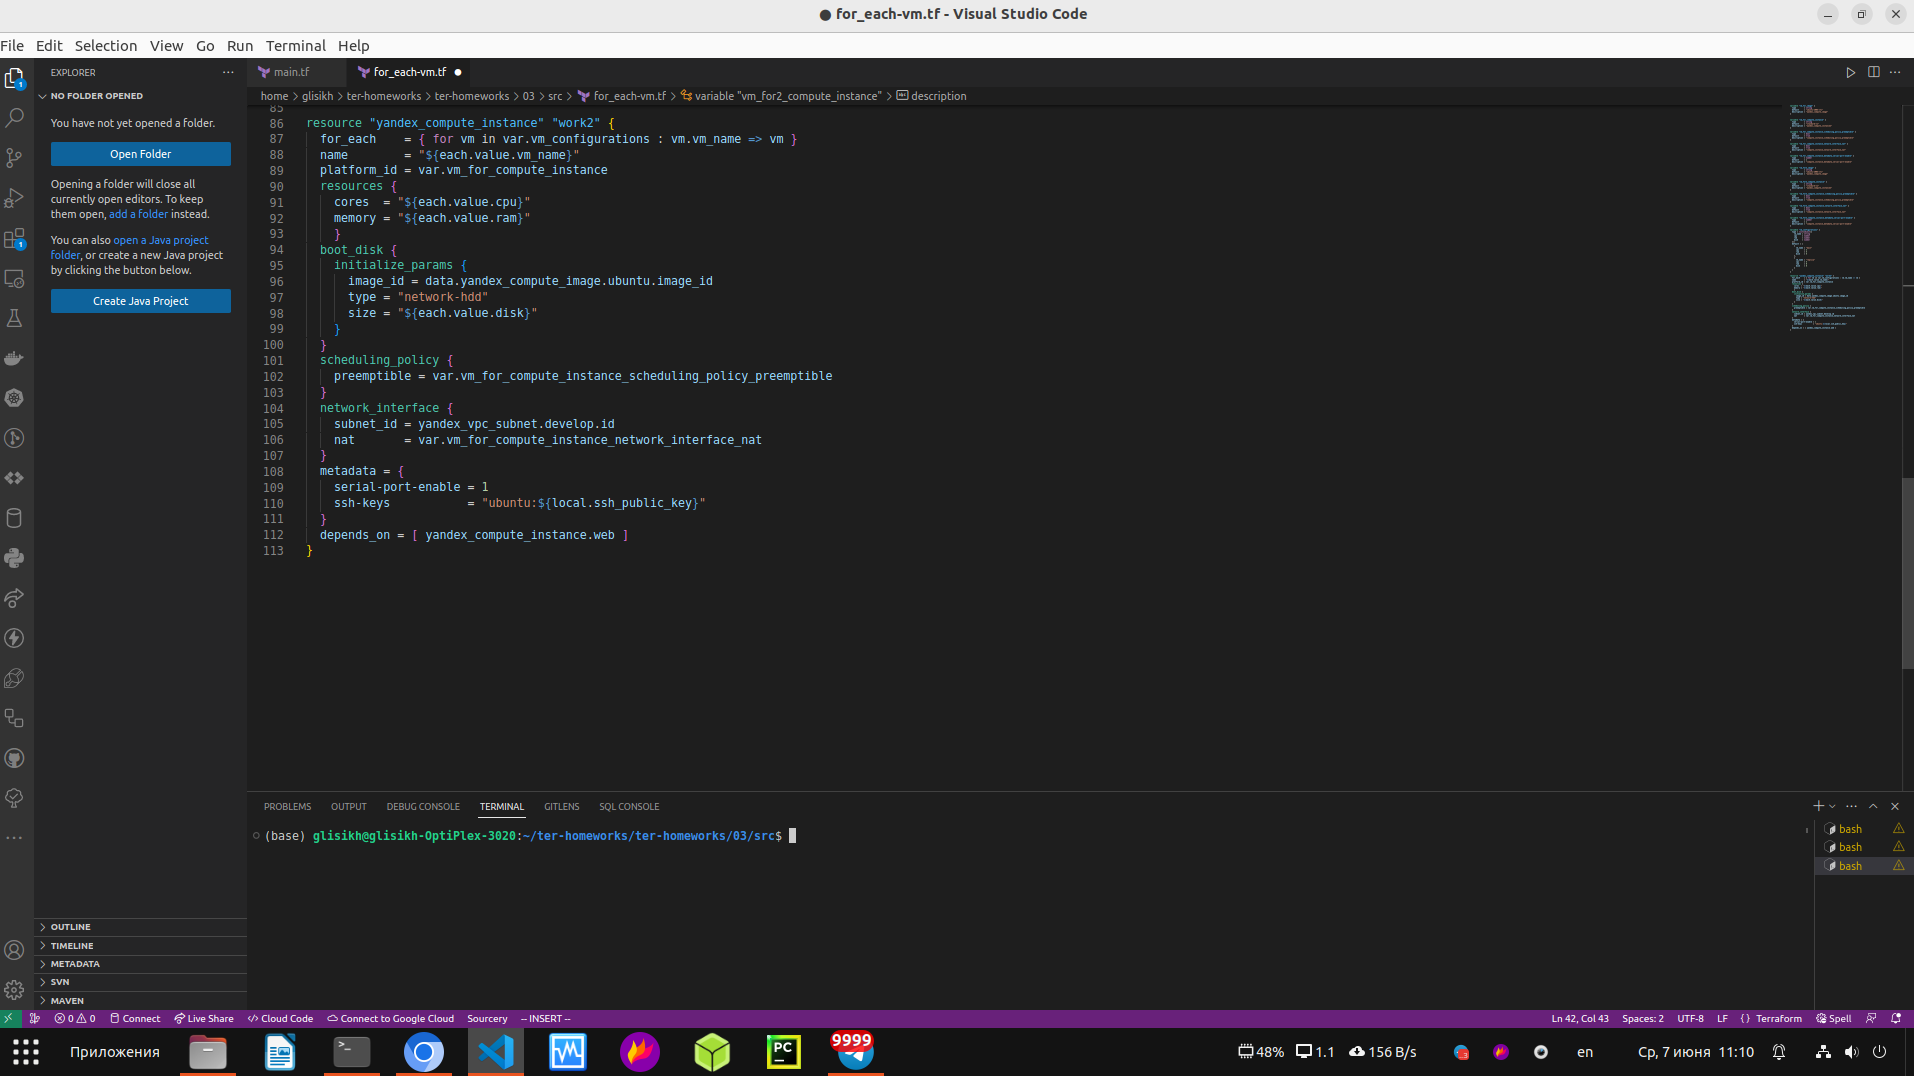 ● for_each-vm.tf - Visual Studio Code
File Edit Selection View Go Run Terminal Help
EXPLORER
NO FOLDER OPENED
You have not yet opened a folder.
Open Folder
Opening a folder will close all
currently open editors. To keep
them open, add a folder instead.
You can also open a Java project
folder, or create a new Java project
by clicking the button below.
Create Java Project
OUTLINE
TIMELINE
METADATA
SVN
MAVEN
main.tf
for_each-vm.tf ●
home > glisikh > ter-homeworks > ter-homeworks > 03 > src > for_each-vm.tf > variable "vm_for2_compute_instance" > description
85
86 resource "yandex_compute_instance" "work2" {
87 for_each    = { for vm in var.vm_configurations : vm.vm_name => vm }
88 name        = "${each.value.vm_name}"
89 platform_id = var.vm_for_compute_instance
90 resources {
91 cores  = "${each.value.cpu}"
92 memory = "${each.value.ram}"
93 }
94 boot_disk {
95 initialize_params {
96 image_id = data.yandex_compute_image.ubuntu.image_id
97 type = "network-hdd"
98 size = "${each.value.disk}"
99 }
100 }
101 scheduling_policy {
102 preemptible = var.vm_for_compute_instance_scheduling_policy_preemptible
103 }
104 network_interface {
105 subnet_id = yandex_vpc_subnet.develop.id
106 nat       = var.vm_for_compute_instance_network_interface_nat
107 }
108 metadata = {
109 serial-port-enable = 1
110 ssh-keys           = "ubuntu:${local.ssh_public_key}"
111 }
112 depends_on = [ yandex_compute_instance.web ]
113 }
PROBLEMS OUTPUT DEBUG CONSOLE TERMINAL GITLENS SQL CONSOLE
(base) glisikh@glisikh-OptiPlex-3020:~/ter-homeworks/ter-homeworks/03/src$
bash
bash
bash
0 0 Connect Live Share Cloud Code Connect to Google Cloud Sourcery -- INSERT -- Ln 42, Col 43 Spaces: 2 UTF-8 LF {} Terraform Spell
Приложения
PC
9999
48% 1.1 156 B/s en Ср, 7 июня 11:10